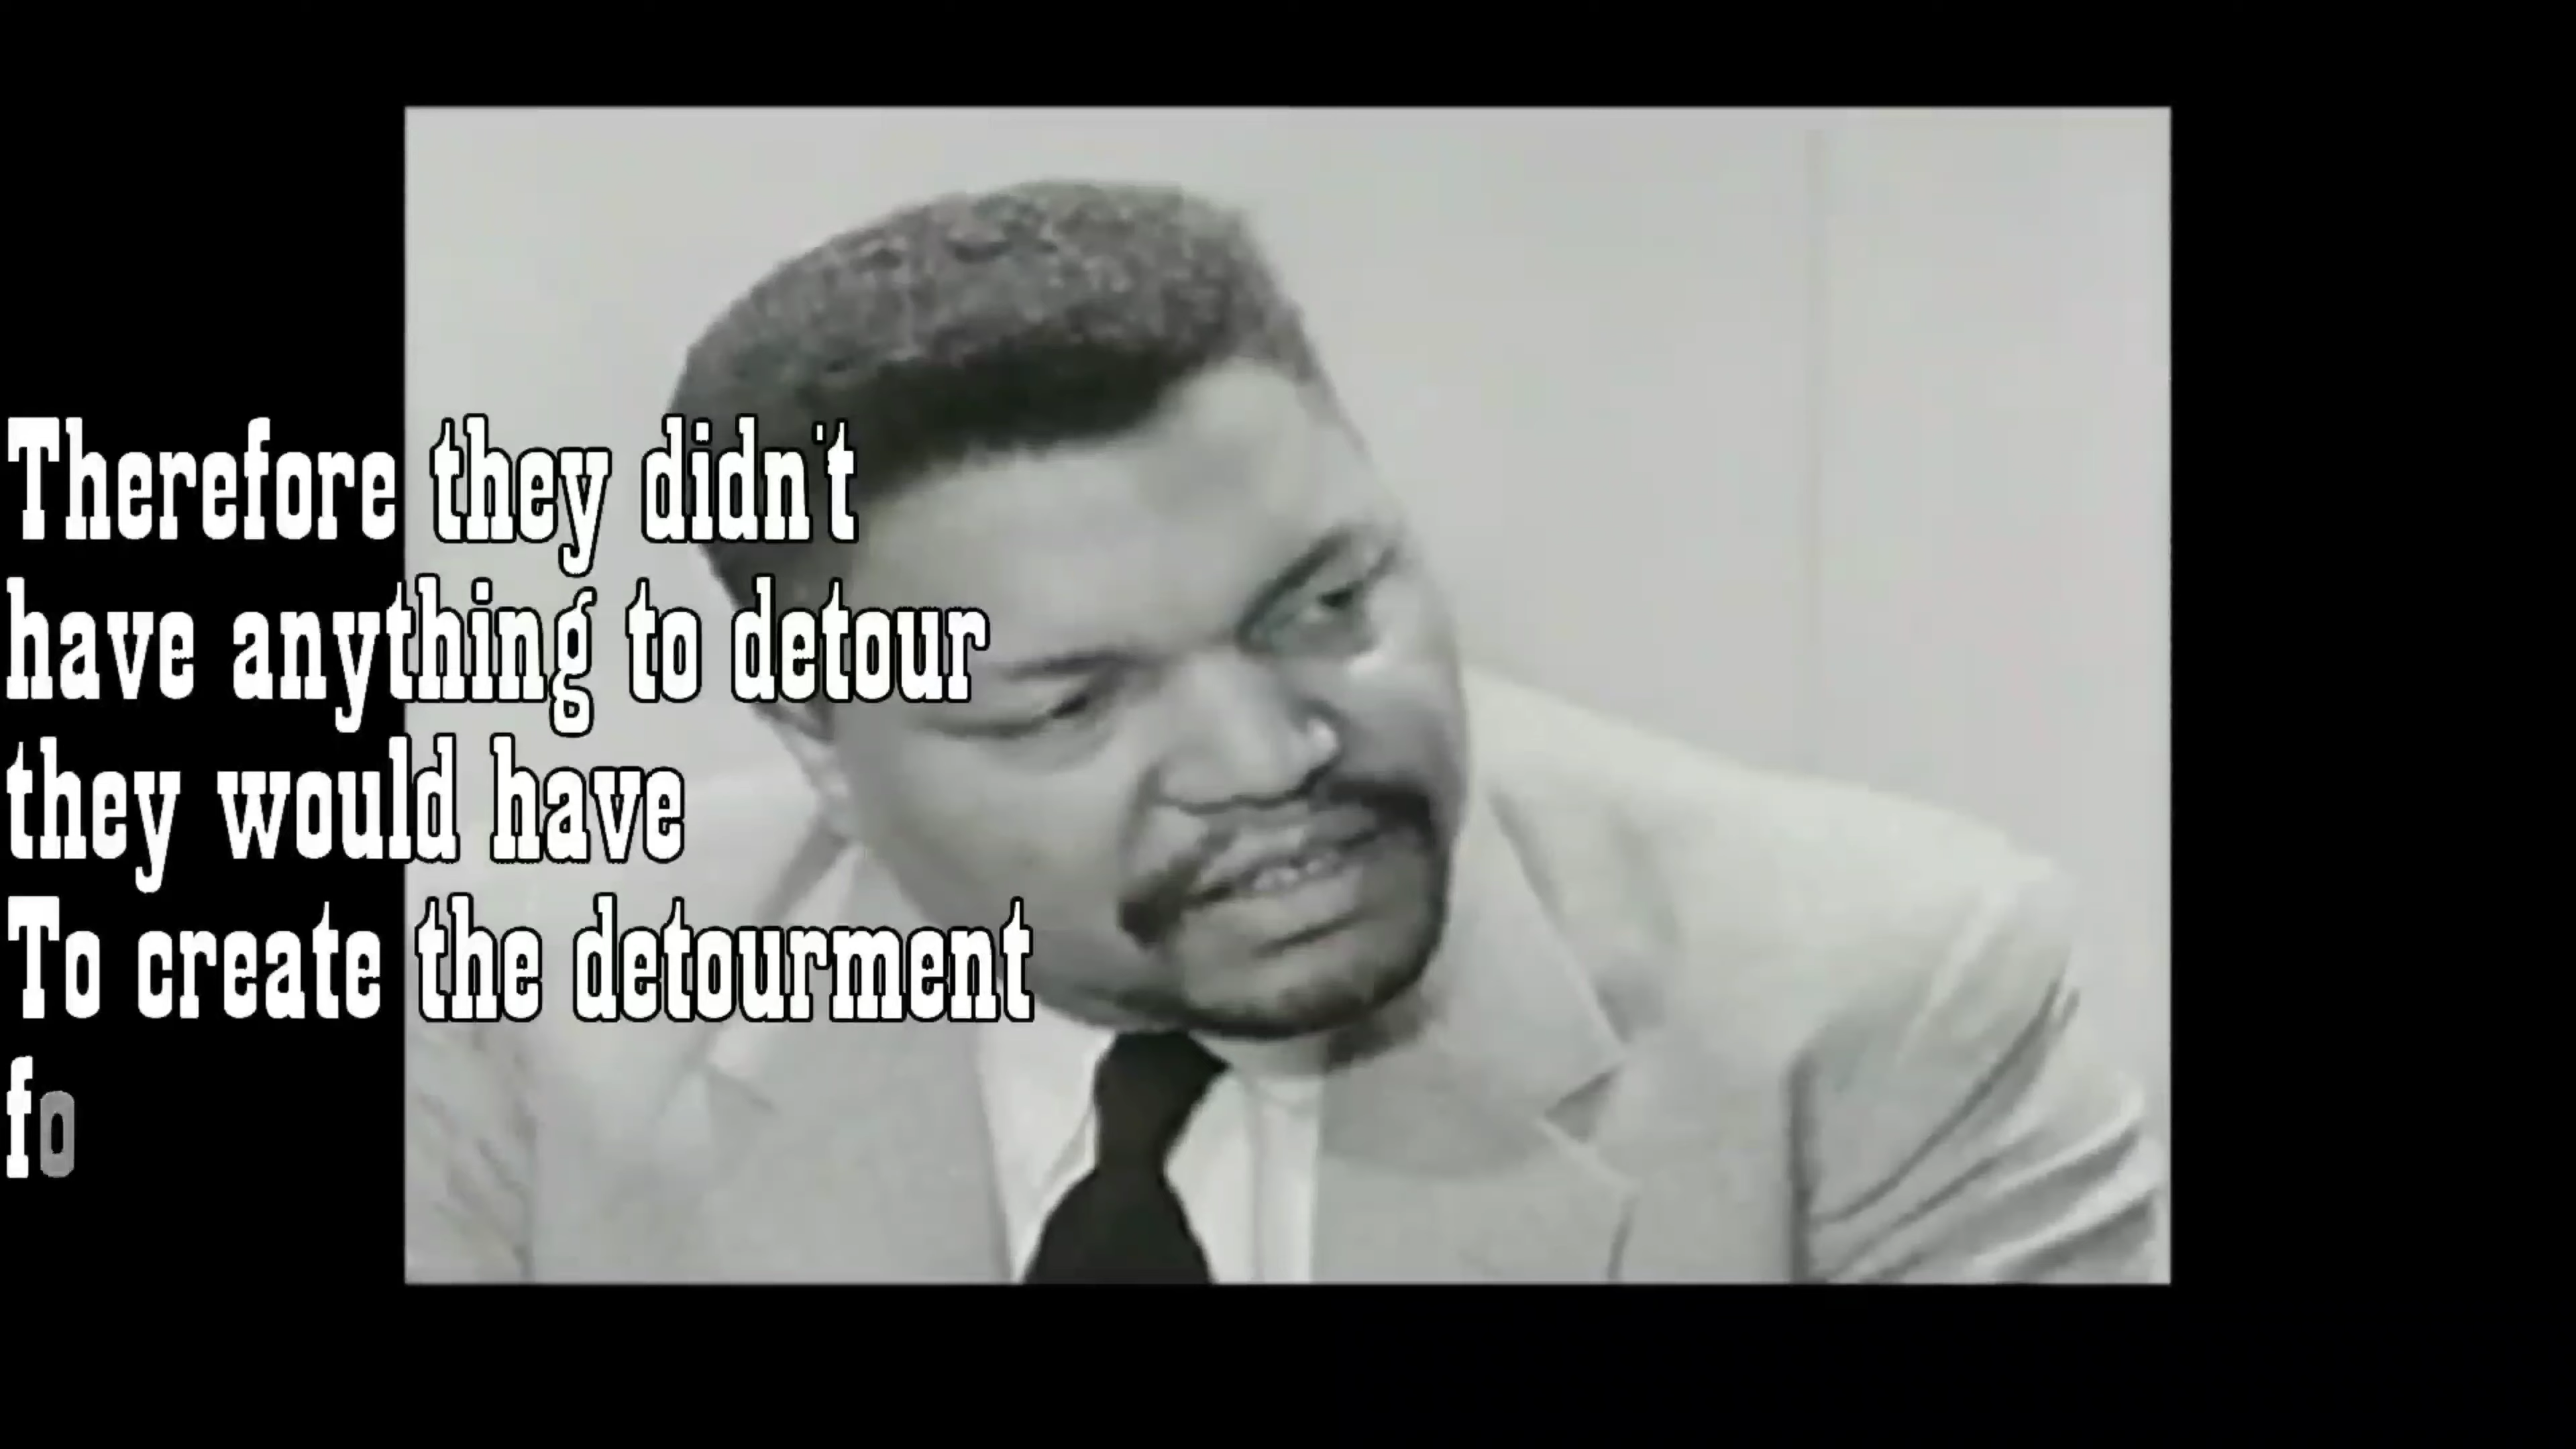 Therefore they didn't
have anything to detour
they would have
To create the detourment
fo